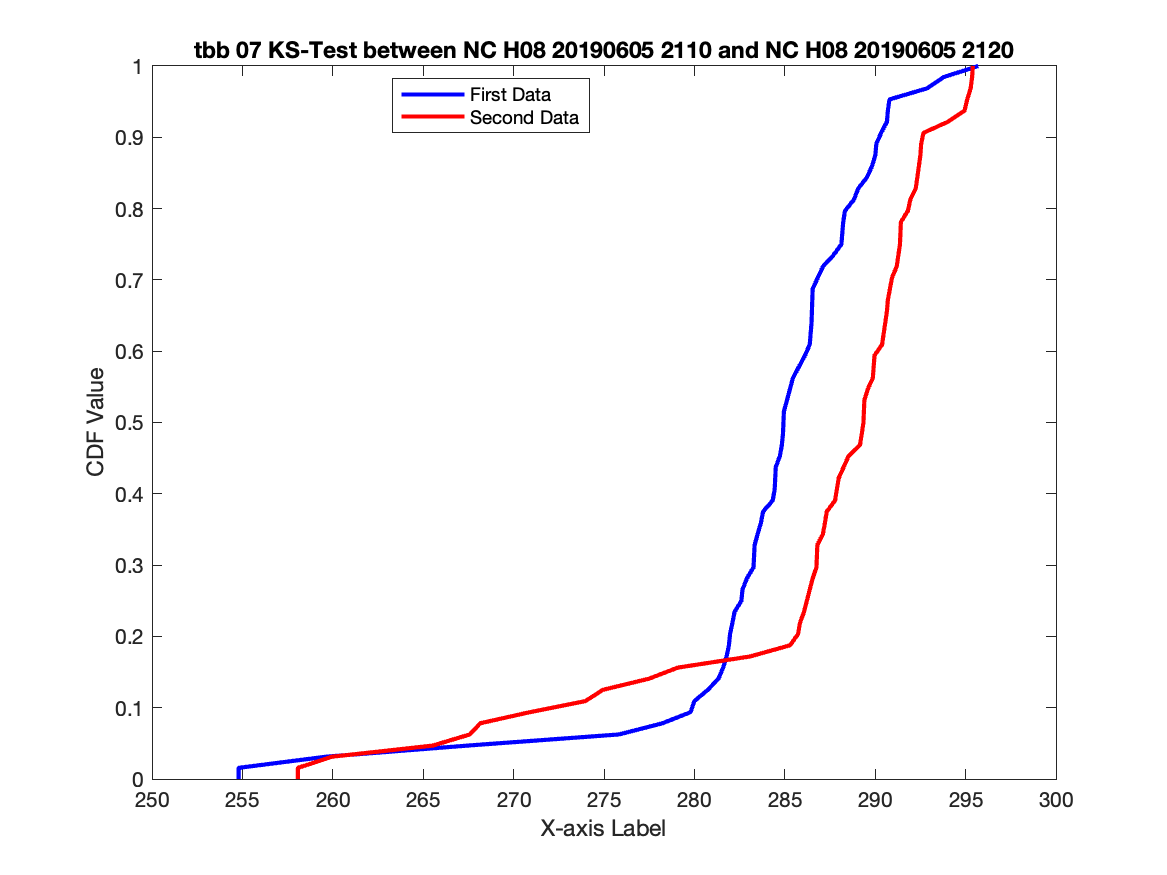 tbb 07 KS-Test between NC H08 20190605 2110 and NC H08 20190605 2120
First Data
Second Data
1
0.9
0.8
0.7
0.6
0.5
0.4
0.3
0.2
0.1
0
CDF Value
250 255 260 265 270 275 280 285 290 295 300
X-axis Label